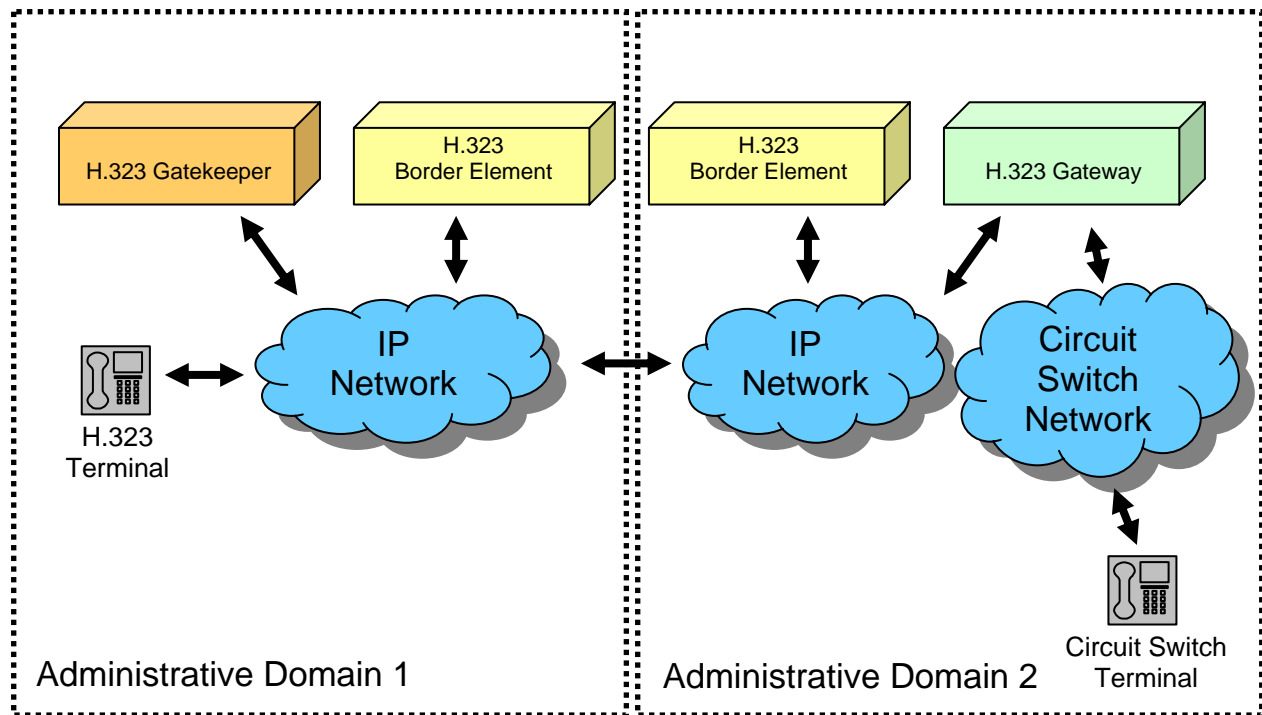 H.323 Gatekeeper
H.323
Border Element
H.323
Border Element
H.323 Gateway
IP
Network
IP
Network
Circuit
Switch
Network
H.323
Terminal
Circuit Switch
Terminal
Administrative Domain 1
Administrative Domain 2